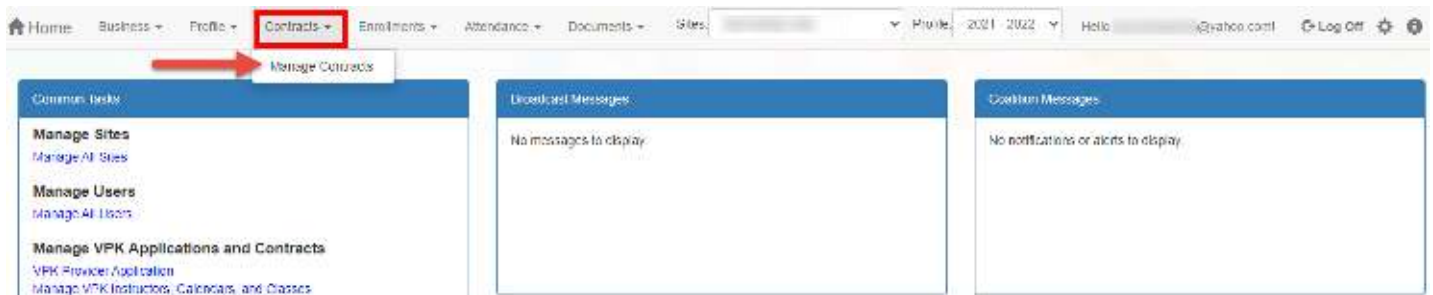 Home Business Profile Contracts Enrollments Attendance Documents Sites: Profile: 2021 - 2022 Hello @yahoo.com! Log Off
Manage Contracts
Common Tasks Broadcast Messages Coalition Messages
Manage Sites No messages to display. No notifications or alerts to display.
Manage All Sites
Manage Users
Manage All Users
Manage VPK Applications and Contracts
VPK Provider Application
Manage VPK Instructors, Calendars, and Classes